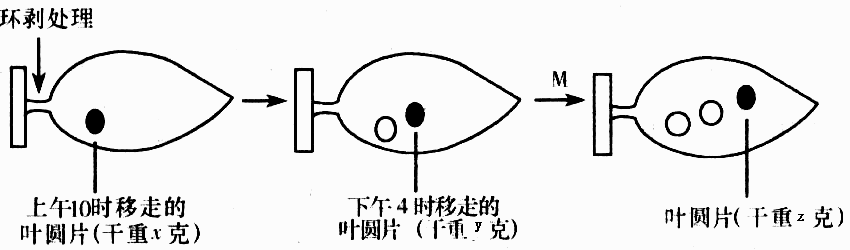 环剥处理
M
上午10时移走的
叶圆片(干重x克)
下午4时移走的
叶圆片(干重y克)
叶圆片(干重z克)